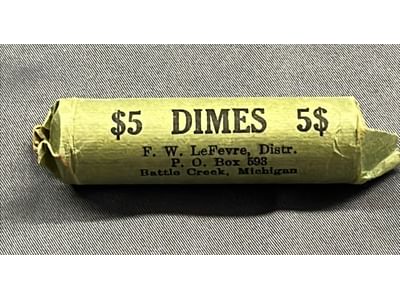 $5 DIMES 5$
F. W. LeFevre, Distr.
P. O. Box 593
Battle Creek, Michigan